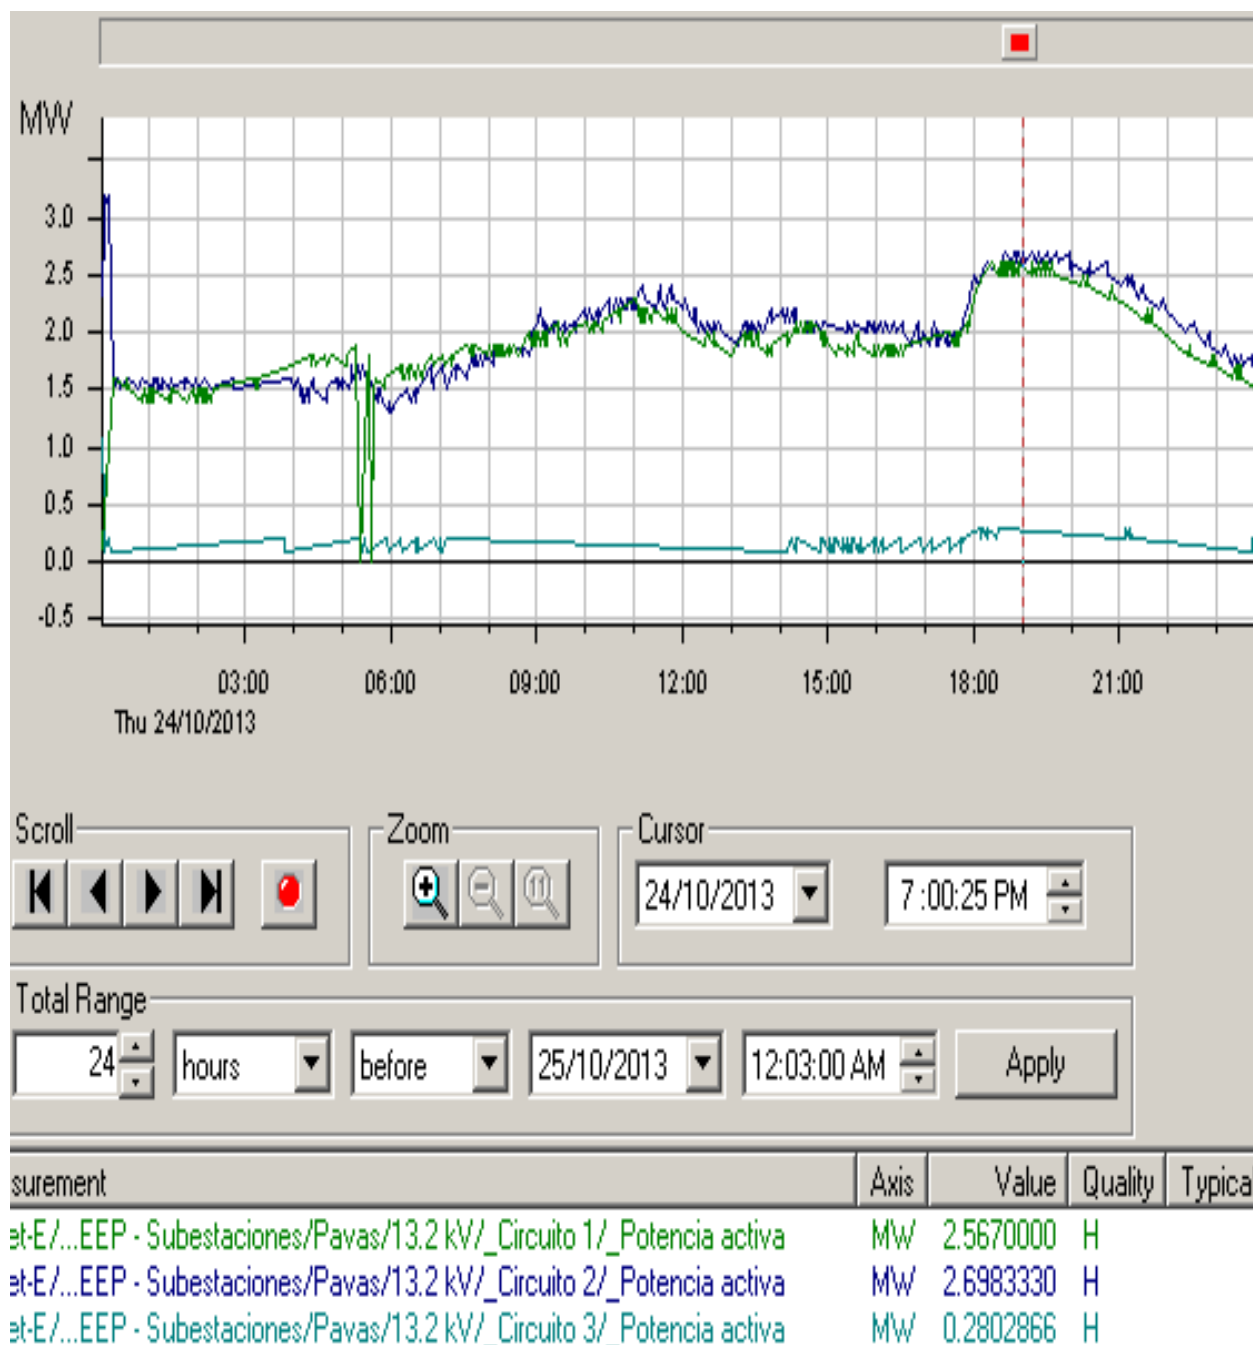 MW
3.0
2.5
2.0
1.5
1.0
0.5
0.0
-0.5
03:00 06:00 09:00 12:00 15:00 18:00 21:00
Thu 24/10/2013
Scroll Zoom Cursor
24/10/2013 7:00:25 PM
Total Range
24 hours before 25/10/2013 12:03:00 AM Apply
surement Axis Value Quality Typica
et-E/...EEP - Subestaciones/Pavas/13.2 kV/_Circuito 1/_Potencia activa MW 2.5670000 H
et-E/...EEP - Subestaciones/Pavas/13.2 kV/_Circuito 2/_Potencia activa MW 2.6983330 H
et-E/...EEP - Subestaciones/Pavas/13.2 kV/_Circuito 3/_Potencia activa MW 0.2802866 H